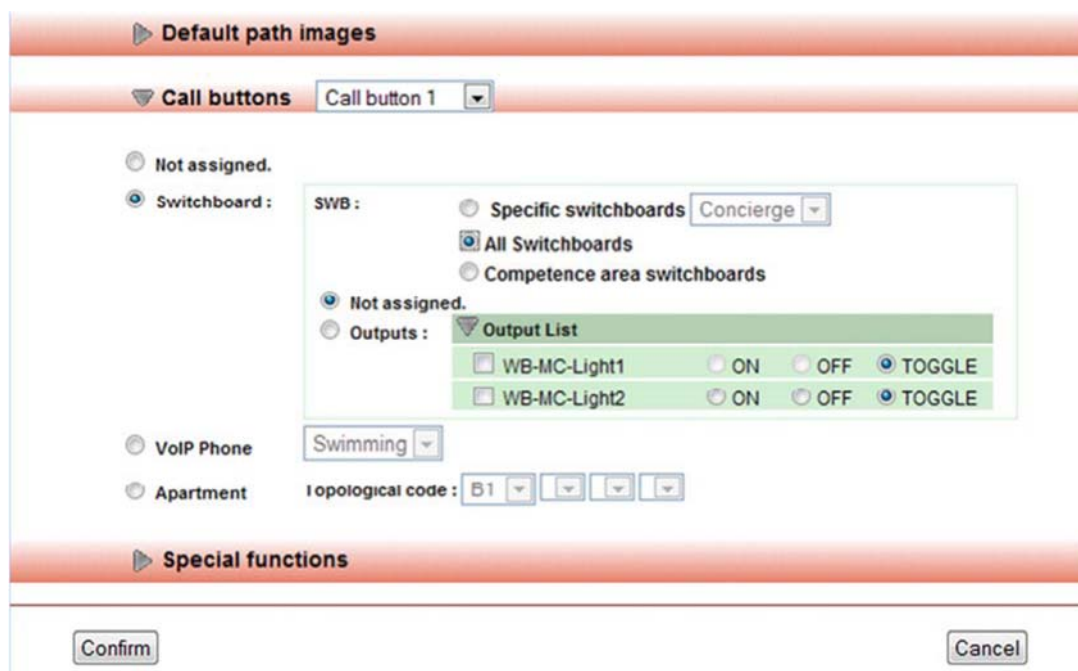 Default path images
Call buttons Call button 1
Not assigned.
Switchboard : SWB : Specific switchboards Concierge
All Switchboards
Competence area switchboards
Not assigned.
Outputs : Output List
WB-MC-Light1 ON OFF TOGGLE
WB-MC-Light2 ON OFF TOGGLE
VoIP Phone Swimming
Apartment Topological code : B1
Special functions
Confirm Cancel